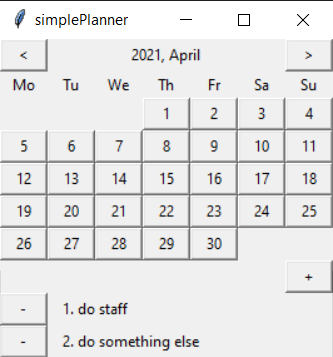 simplePlanner
< 2021, April >
Mo Tu We Th Fr Sa Su
1 2 3 4
5 6 7 8 9 10 11
12 13 14 15 16 17 18
19 20 21 22 23 24 25
26 27 28 29 30
+
- 1. do staff
- 2. do something else